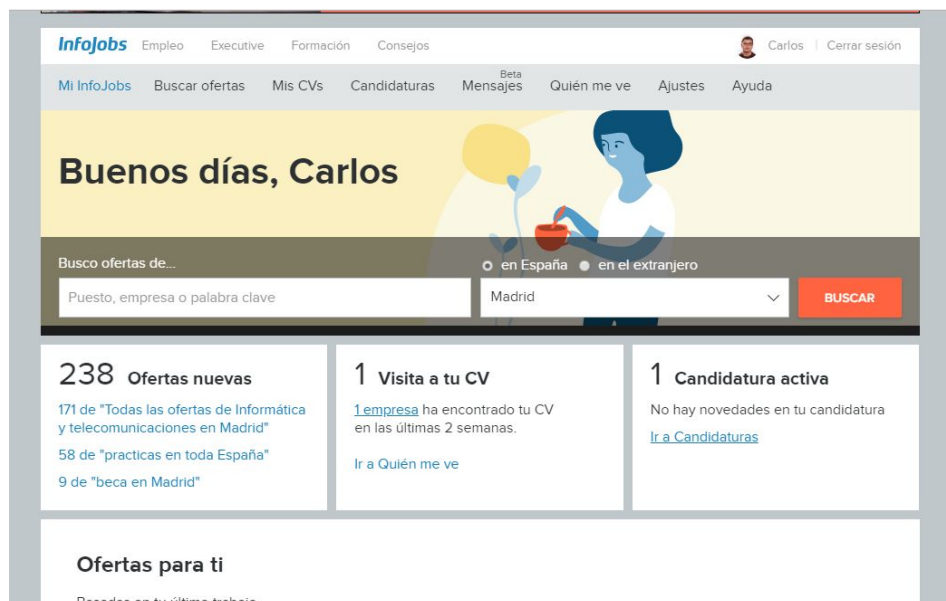 InfoJobs Empleo Executive Formación Consejos Carlos | Cerrar sesión
Beta
Mi InfoJobs Buscar ofertas Mis CVs Candidaturas Mensajes Quién me ve Ajustes Ayuda
Buenos días, Carlos
Busco ofertas de... en España en el extranjero
Puesto, empresa o palabra clave Madrid BUSCAR
238 Ofertas nuevas
171 de "Todas las ofertas de Informática
y telecomunicaciones en Madrid"
58 de "practicas en toda España"
9 de "beca en Madrid"
1 Visita a tu CV
1 empresa ha encontrado tu CV
en las últimas 2 semanas.
Ir a Quién me ve
1 Candidatura activa
No hay novedades en tu candidatura
Ir a Candidaturas
Ofertas para ti
Basadas en tu último trabajo